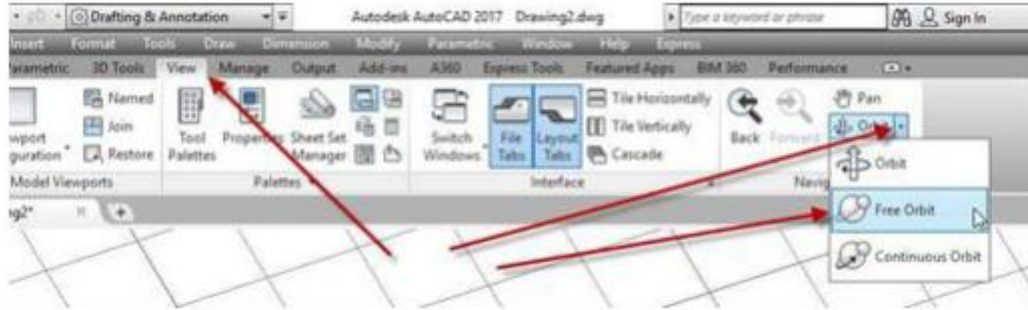 Drafting & Annotation Autodesk AutoCAD 2017 Drawing2.dwg Type a keyword or phrase Sign In
Insert Format Tools Draw Dimension Modify Parametric Window Help Express
Parametric 3D Tools View Manage Output Add-ins A360 Express Tools Featured Apps BIM 360 Performance
Named Tile Horizontally Pan
Join Tile Vertically Orbit
Restore Tool Palettes Properties Sheet Set Manager Switch Windows File Tabs Layout Tabs Cascade Back Forward
Model Viewports Palettes Interface
Orbit
Free Orbit
Continuous Orbit